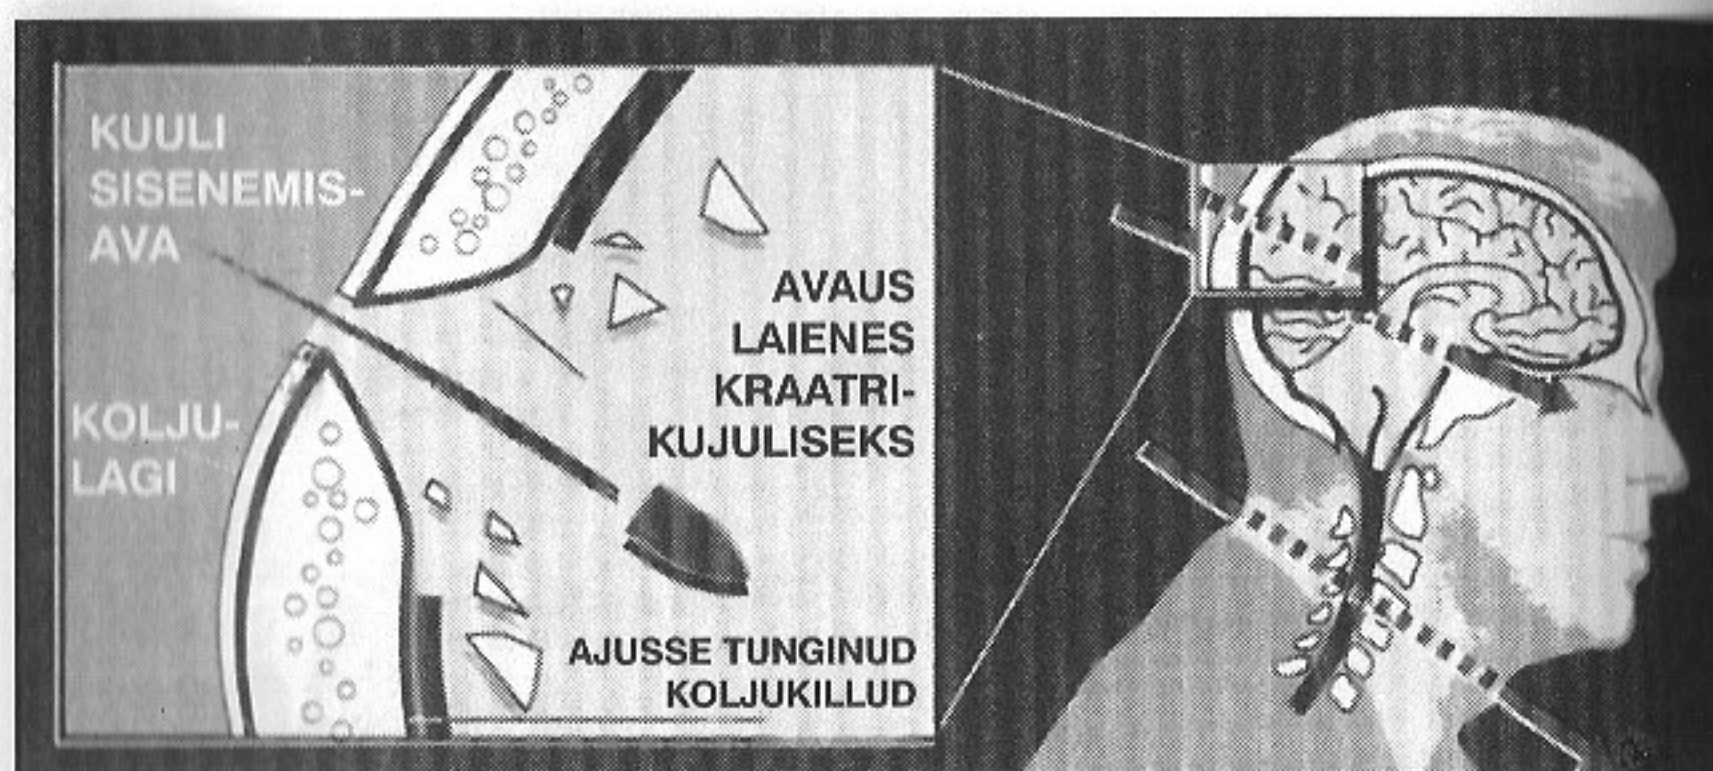 KUULI
SISENEMIS-
AVA
KOLJU-
LAGI
AVAUS
LAIENES
KRAATRI-
KUJULISEKS
AJUSSE TUNGINUD
KOLJUKILLUD